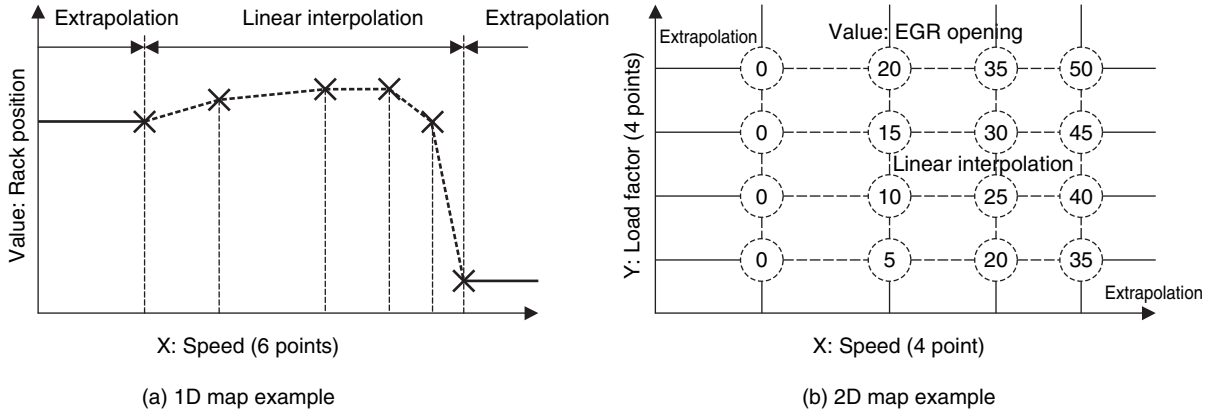 Extrapolation
Linear interpolation
Extrapolation
Value: Rack position
X: Speed (6 points)
(a) 1D map example
Extrapolation
Value: EGR opening
0 20 35 50
0 15 30 45
Linear interpolation
0 10 25 40
0 5 20 35
Extrapolation
Y: Load factor (4 points)
X: Speed (4 point)
(b) 2D map example